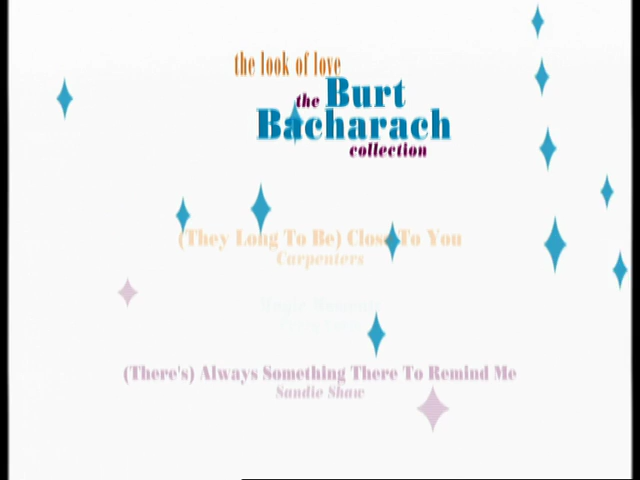 the look of love
the Burt
Bacharach
collection
(They Long To Be) Close To You
Carpenters
(There's) Always Something There To Remind Me
Sandie Shaw